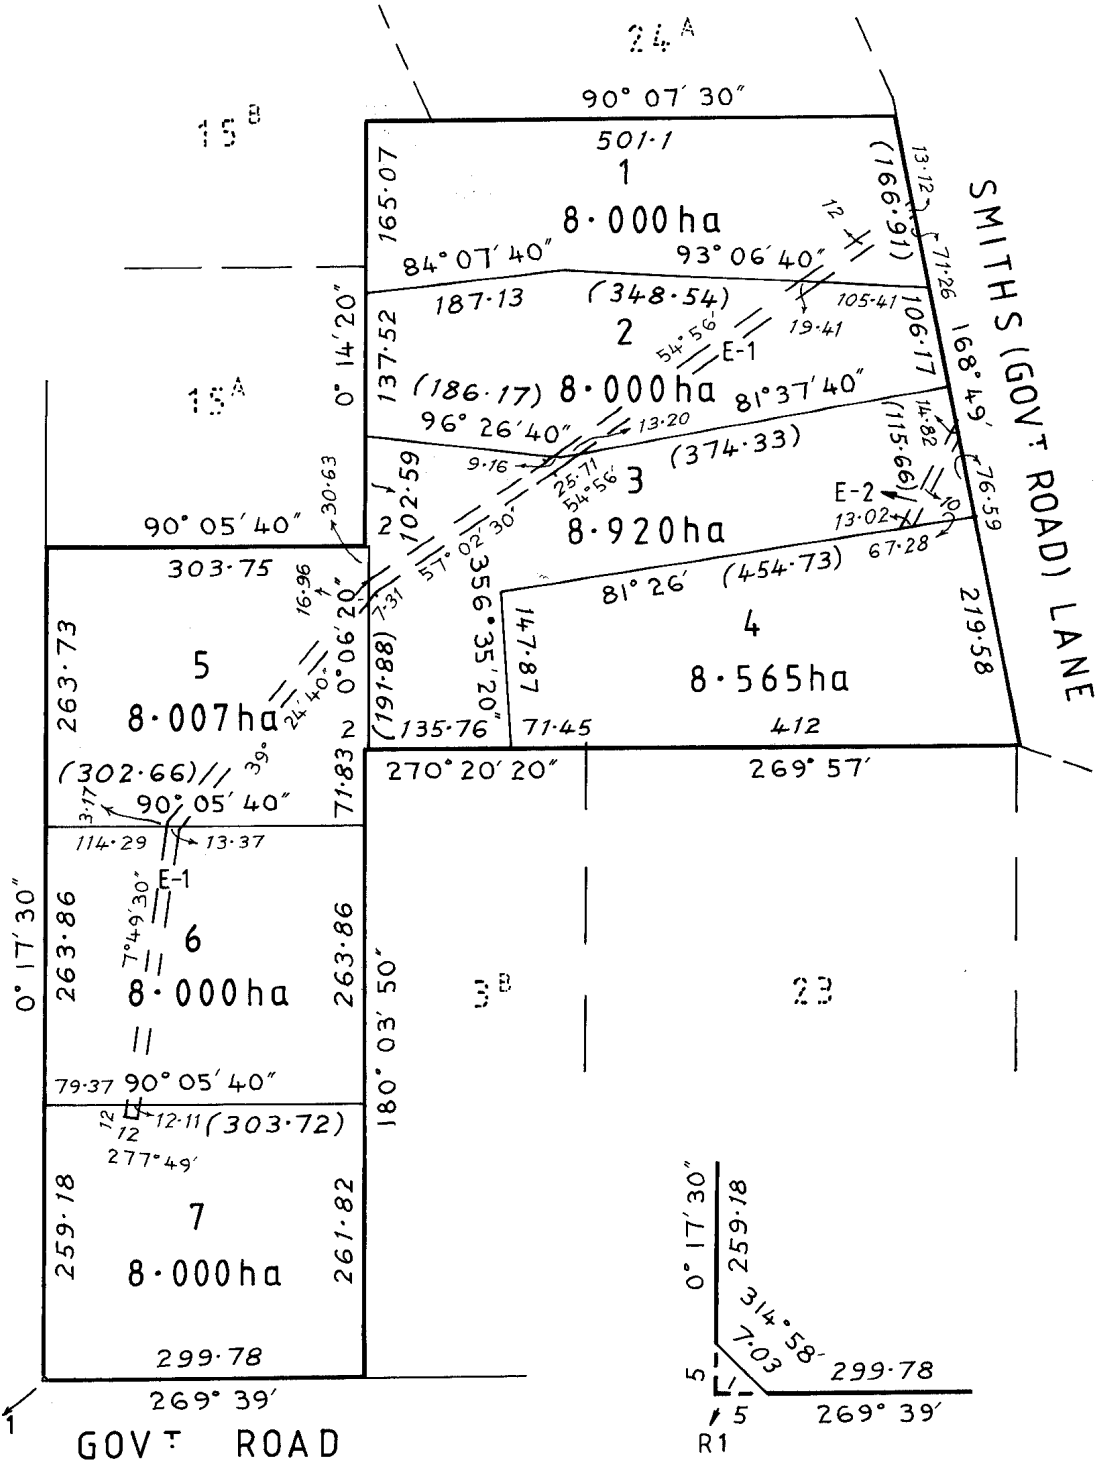 24 A
15 B
90° 07′ 30″
501·1
1
8·000ha
165·07
(166·91)
13·12
71·26
12
84° 07′ 40″
93° 06′ 40″
187·13
(348·54)
105·41
19·41
SMITHS (GOVT ROAD) LANE
168° 49′
0° 14′ 20″
137·52
2
54° 56′
E-1
106·17
15 A
(186·17)
8·000ha
81° 37′ 40″
96° 26′ 40″
13·20
(374·33)
9·16
25·71
54° 56′
3
8·920ha
14·82
(115·66)
76·59
E-2
10
13·02
67·28
30·63
2
102·59
57° 02′ 30″
90° 05′ 40″
303·75
16·96
7·31
0° 06′ 20″
356° 35′ 20″
81° 26′
(454·73)
147·87
4
8·565ha
219·58
263·73
5
8·007ha
39° 24′ 40″
2
(191·88)
135·76
71·45
412
270° 20′ 20″
269° 57′
(302·66)
71·83
3·17
90° 05′ 40″
114·29
13·37
E-1
0° 17′ 30″
263·86
7° 49′ 30″
6
8·000ha
263·86
180° 03′ 50″
3 B
23
79·37
90° 05′ 40″
12
12
12·11
(303·72)
277° 49′
259·18
7
8·000ha
261·82
299·78
269° 39′
1
GOVT ROAD
0° 17′ 30″
259·18
314° 58′
7·03
5
5
299·78
269° 39′
R1